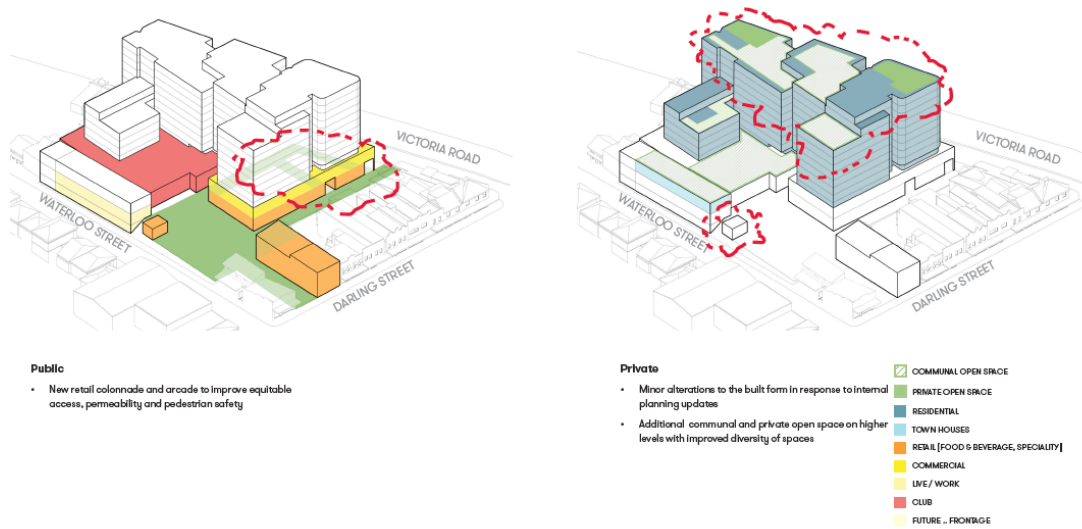 VICTORIA ROAD
WATERLOO STREET
DARLING STREET
VICTORIA ROAD
WATERLOO STREET
DARLING STREET
Public
• New retail colonnade and arcade to improve equitable
access, permeability and pedestrian safety
Private
• Minor alterations to the built form in response to internal
planning updates
• Additional communal and private open space on higher
levels with improved diversity of spaces
COMMUNAL OPEN SPACE
PRIVATE OPEN SPACE
RESIDENTIAL
TOWN HOUSES
RETAIL [FOOD & BEVERAGE, SPECIALITY]
COMMERCIAL
LIVE / WORK
CLUB
FUTURE .. FRONTAGE